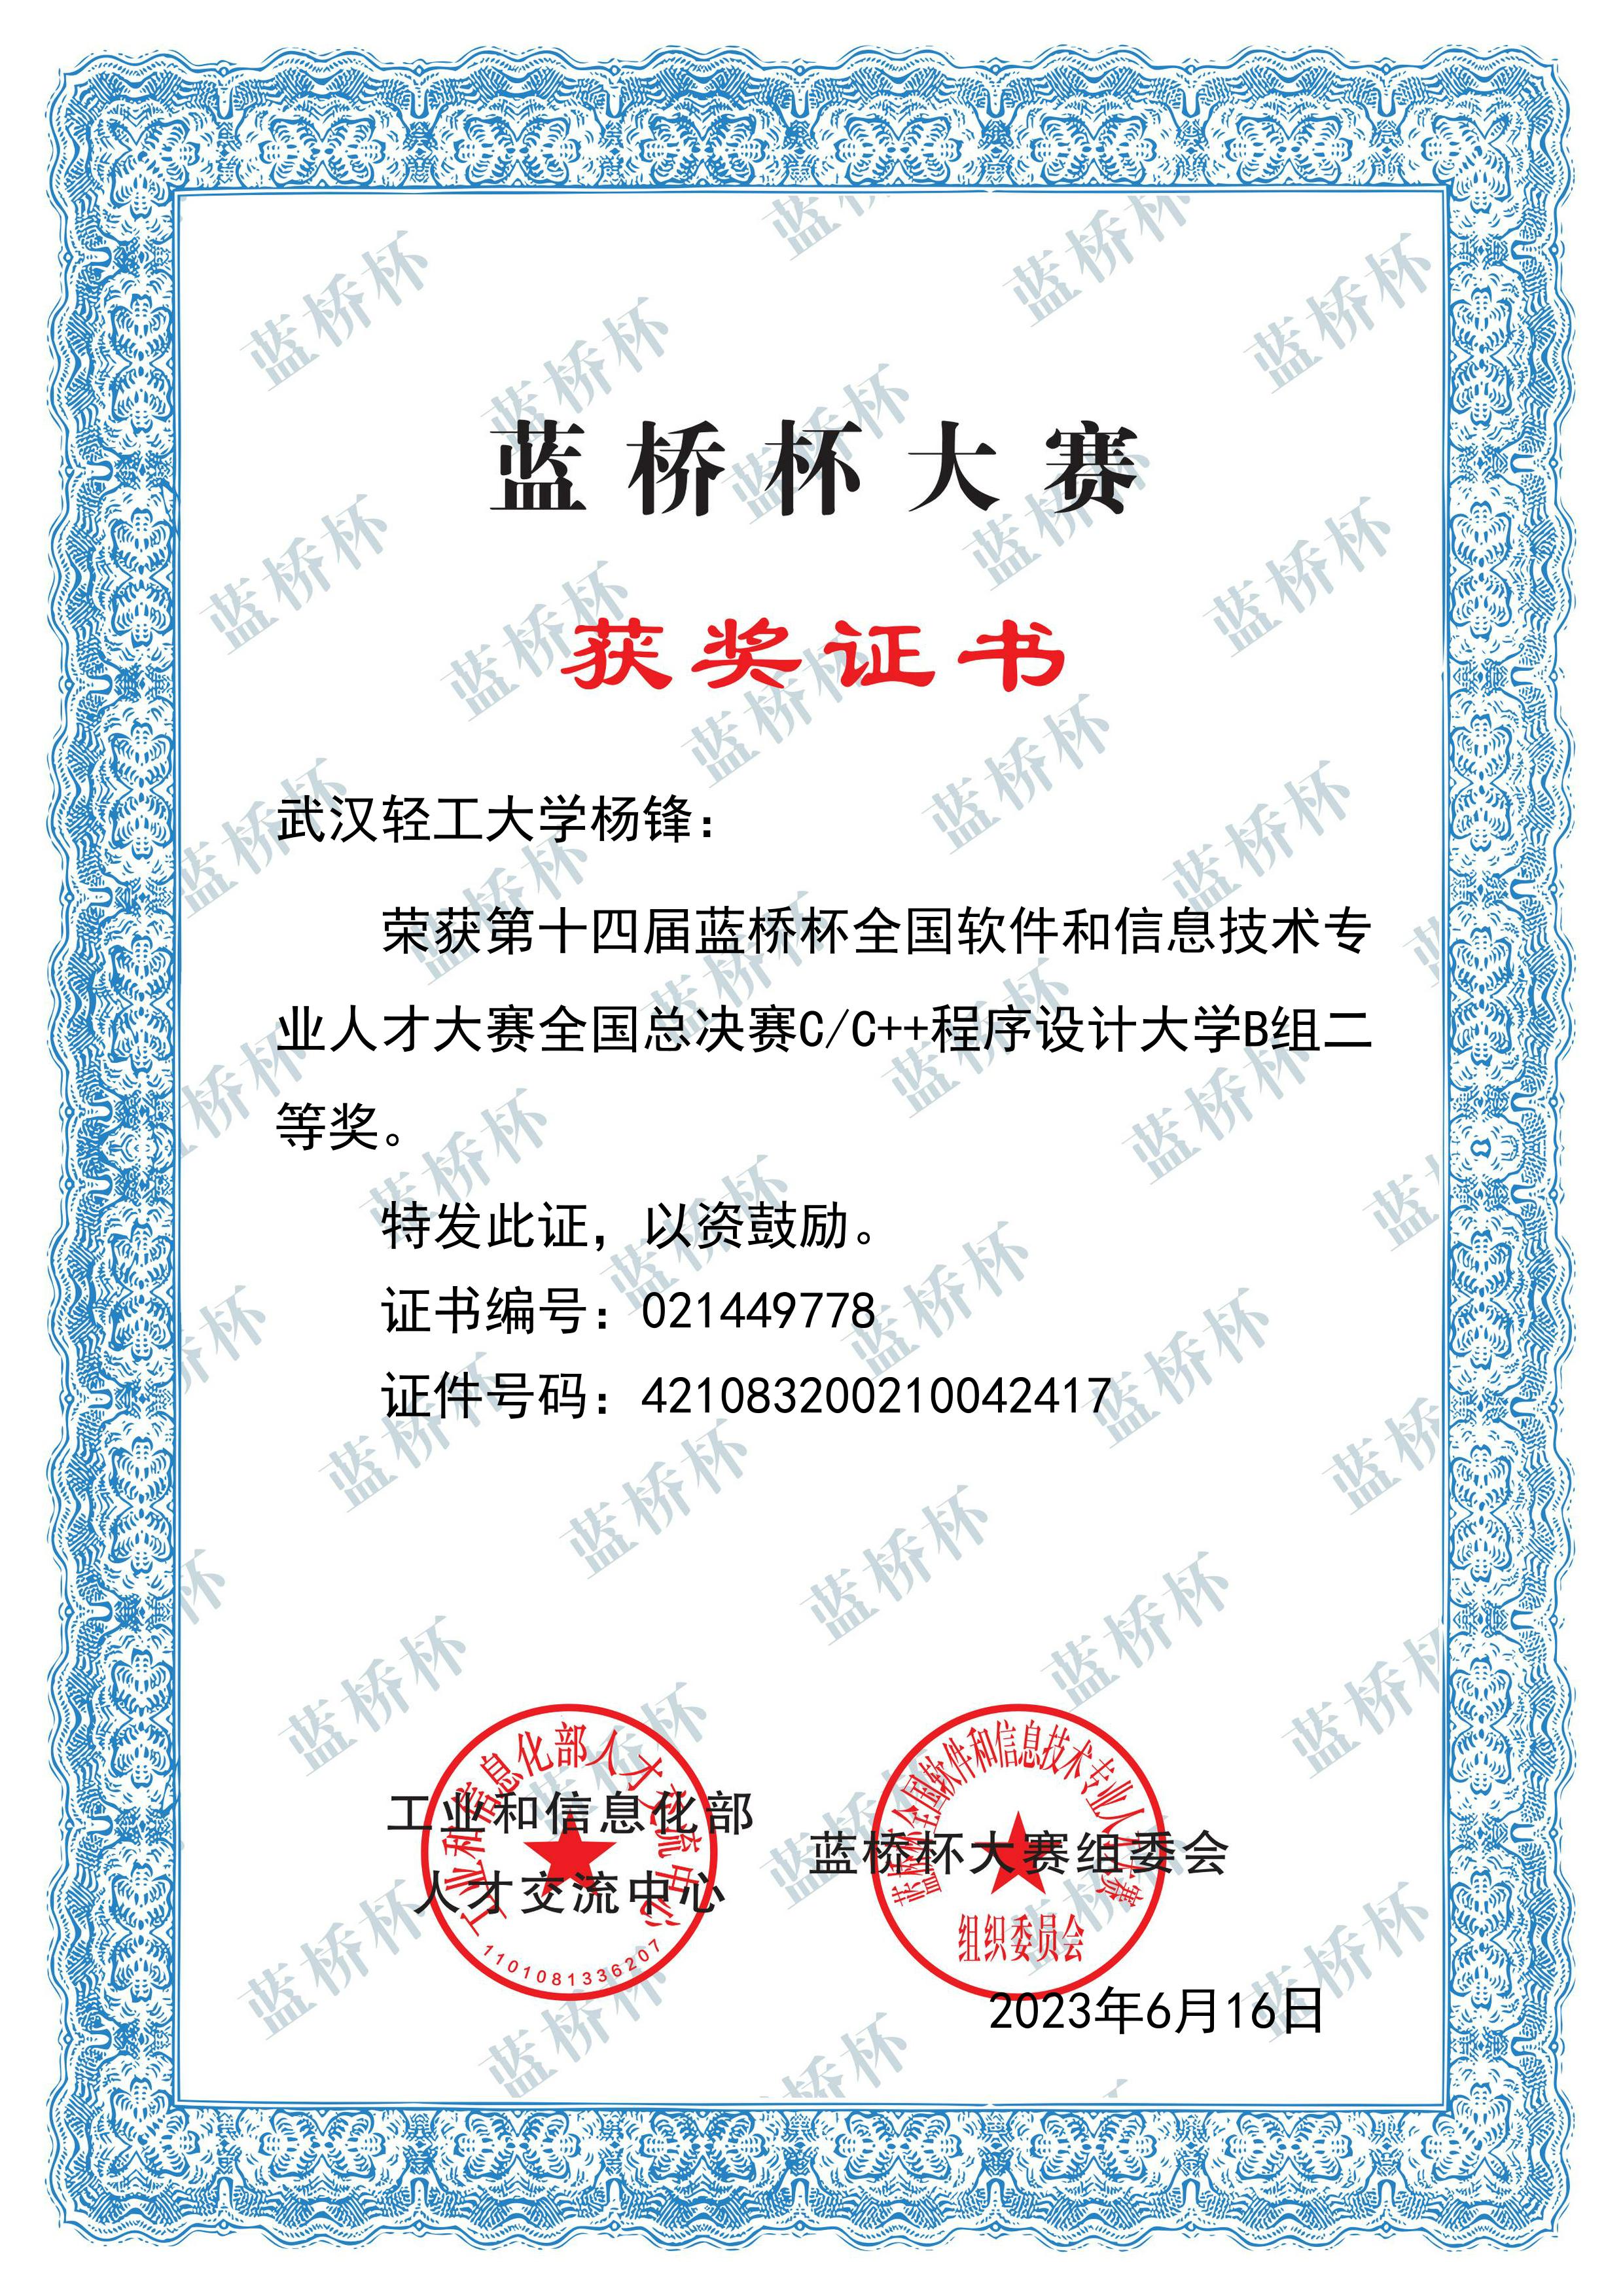 蓝桥杯大赛
获奖证书
武汉轻工大学杨锋：
荣获第十四届蓝桥杯全国软件和信息技术专
业人才大赛全国总决赛C/C++程序设计大学B组二
等奖。
特发此证，以资鼓励。
证书编号：021449778
证件号码：421083200210042417
工业和信息化部
人才交流中心
工业和信息化部人才交流中心
1101081336207
蓝桥杯大赛组委会
蓝桥杯全国软件和信息技术专业人才大赛
组织委员会
2023年6月16日
蓝桥杯